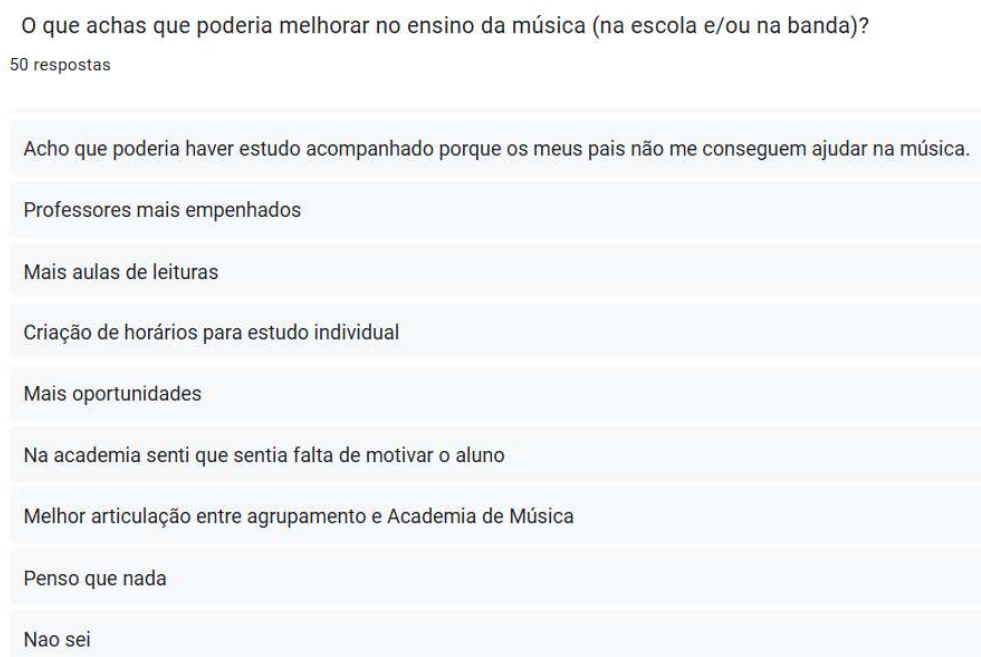 O que achas que poderia melhorar no ensino da música (na escola e/ou na banda)?
50 respostas
Acho que poderia haver estudo acompanhado porque os meus pais não me conseguem ajudar na música.
Professores mais empenhados
Mais aulas de leituras
Criação de horários para estudo individual
Mais oportunidades
Na academia senti que sentia falta de motivar o aluno
Melhor articulação entre agrupamento e Academia de Música
Penso que nada
Nao sei